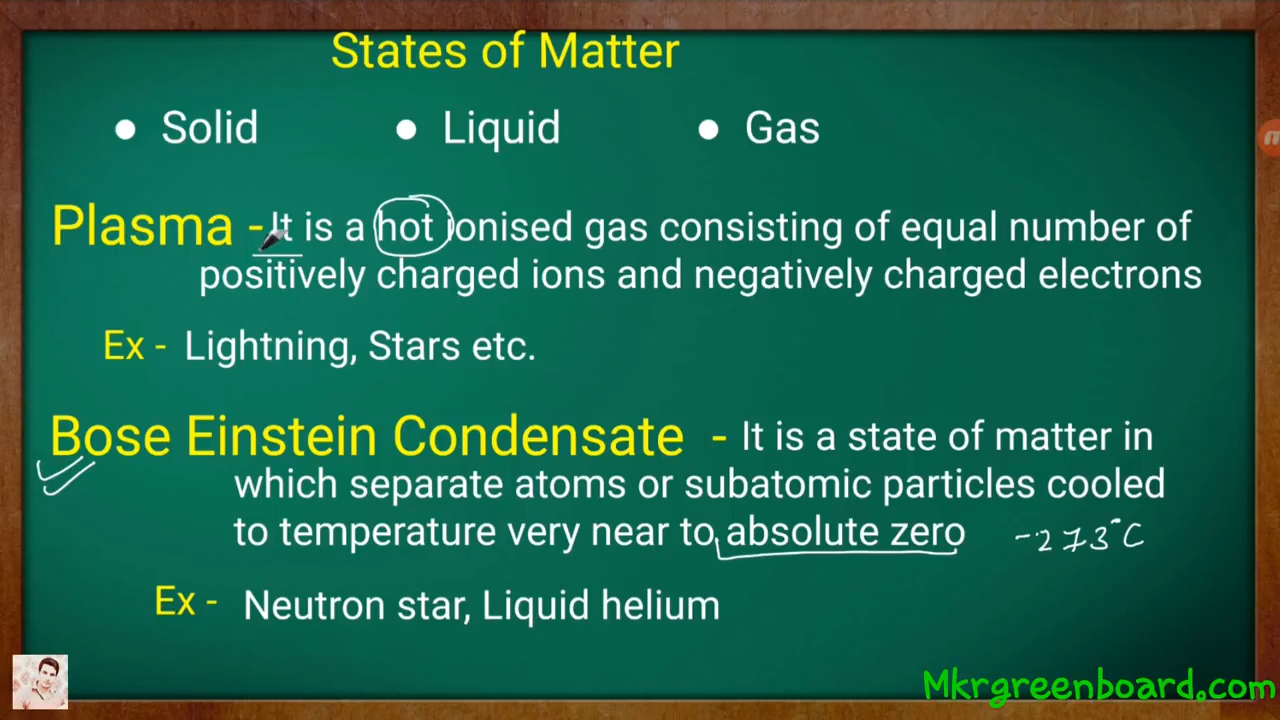 States of Matter
• Solid • Liquid • Gas
Plasma - It is a hot ionised gas consisting of equal number of
positively charged ions and negatively charged electrons
Ex - Lightning, Stars etc.
Bose Einstein Condensate - It is a state of matter in
which separate atoms or subatomic particles cooled
to temperature very near to absolute zero -273°C
Ex - Neutron star, Liquid helium
Mkrgreenboard.com